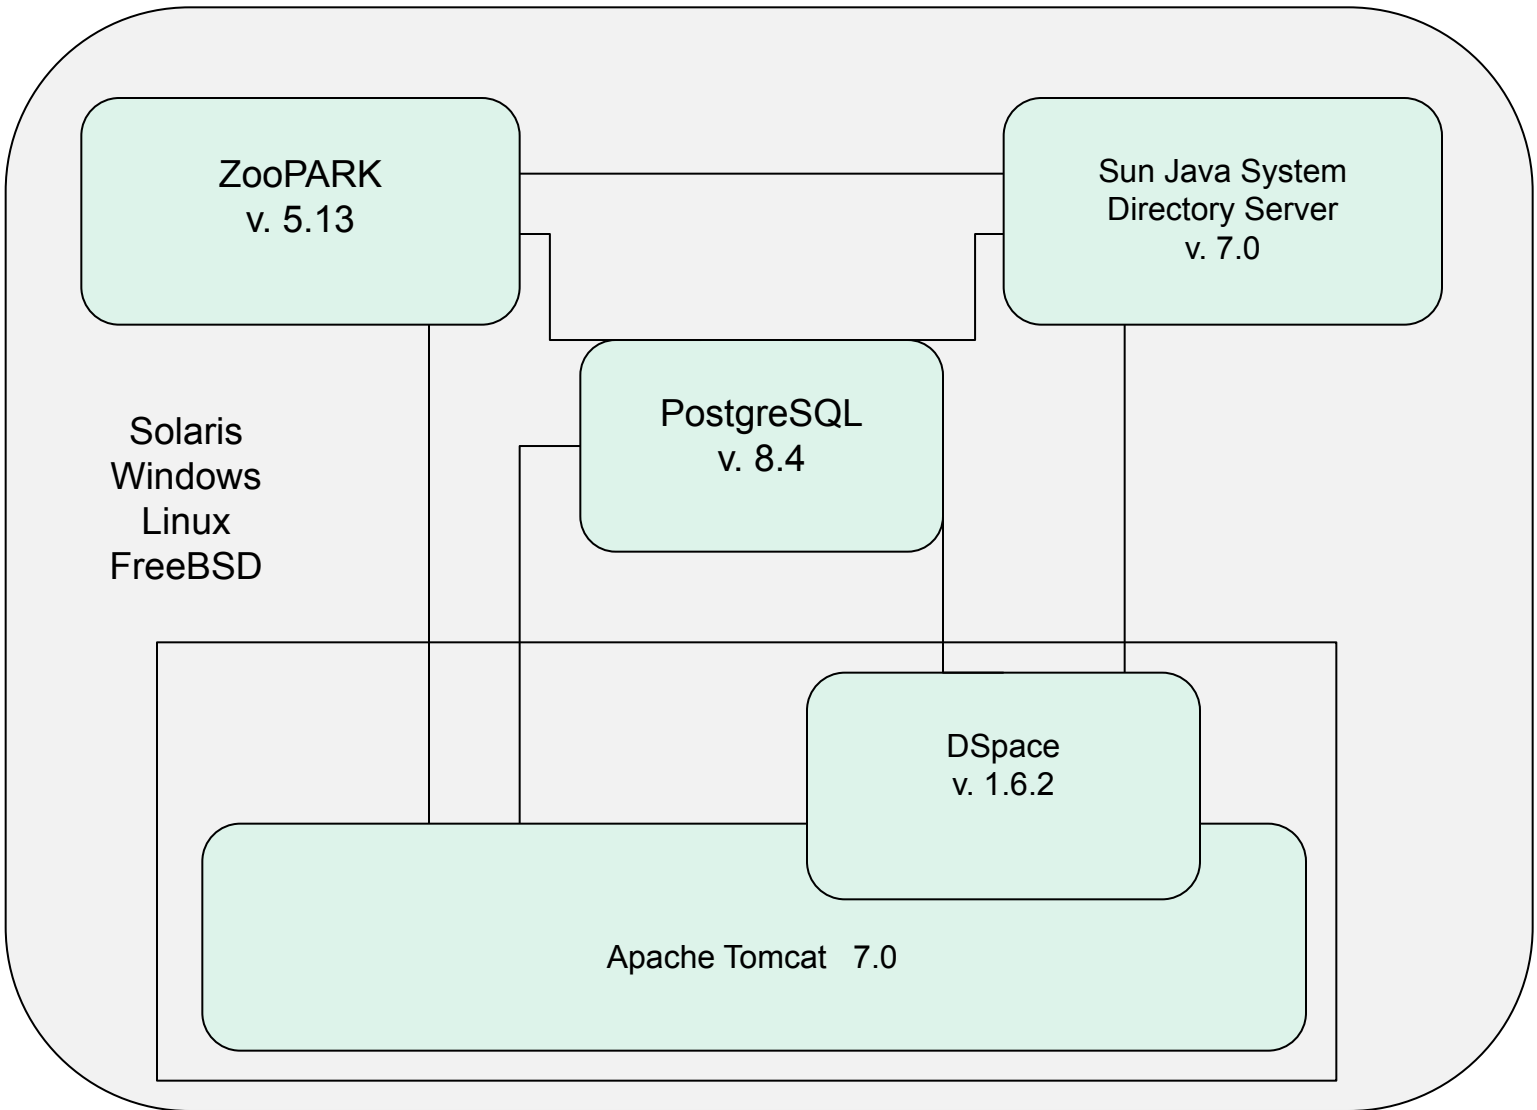 ZooPARK
v. 5.13
Sun Java System
Directory Server
v. 7.0
PostgreSQL
v. 8.4
Solaris
Windows
Linux
FreeBSD
DSpace
v. 1.6.2
Apache Tomcat 7.0